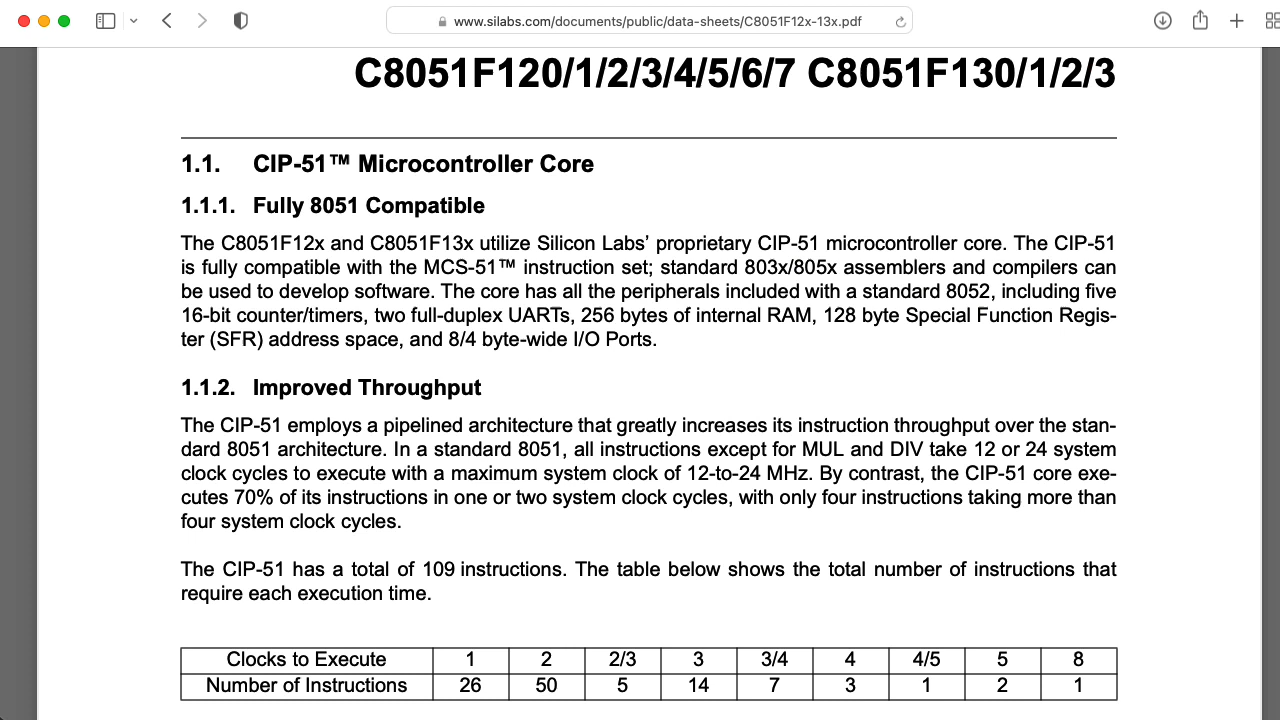 www.silabs.com/documents/public/data-sheets/C8051F12x-13x.pdf
C8051F120/1/2/3/4/5/6/7 C8051F130/1/2/3
1.1. CIP-51™ Microcontroller Core
1.1.1. Fully 8051 Compatible
The C8051F12x and C8051F13x utilize Silicon Labs’ proprietary CIP-51 microcontroller core. The CIP-51
is fully compatible with the MCS-51™ instruction set; standard 803x/805x assemblers and compilers can
be used to develop software. The core has all the peripherals included with a standard 8052, including five
16-bit counter/timers, two full-duplex UARTs, 256 bytes of internal RAM, 128 byte Special Function Regis-
ter (SFR) address space, and 8/4 byte-wide I/O Ports.
1.1.2. Improved Throughput
The CIP-51 employs a pipelined architecture that greatly increases its instruction throughput over the stan-
dard 8051 architecture. In a standard 8051, all instructions except for MUL and DIV take 12 or 24 system
clock cycles to execute with a maximum system clock of 12-to-24 MHz. By contrast, the CIP-51 core exe-
cutes 70% of its instructions in one or two system clock cycles, with only four instructions taking more than
four system clock cycles.
The CIP-51 has a total of 109 instructions. The table below shows the total number of instructions that
require each execution time.
Clocks to Execute 1 2 2/3 3 3/4 4 4/5 5 8
Number of Instructions 26 50 5 14 7 3 1 2 1